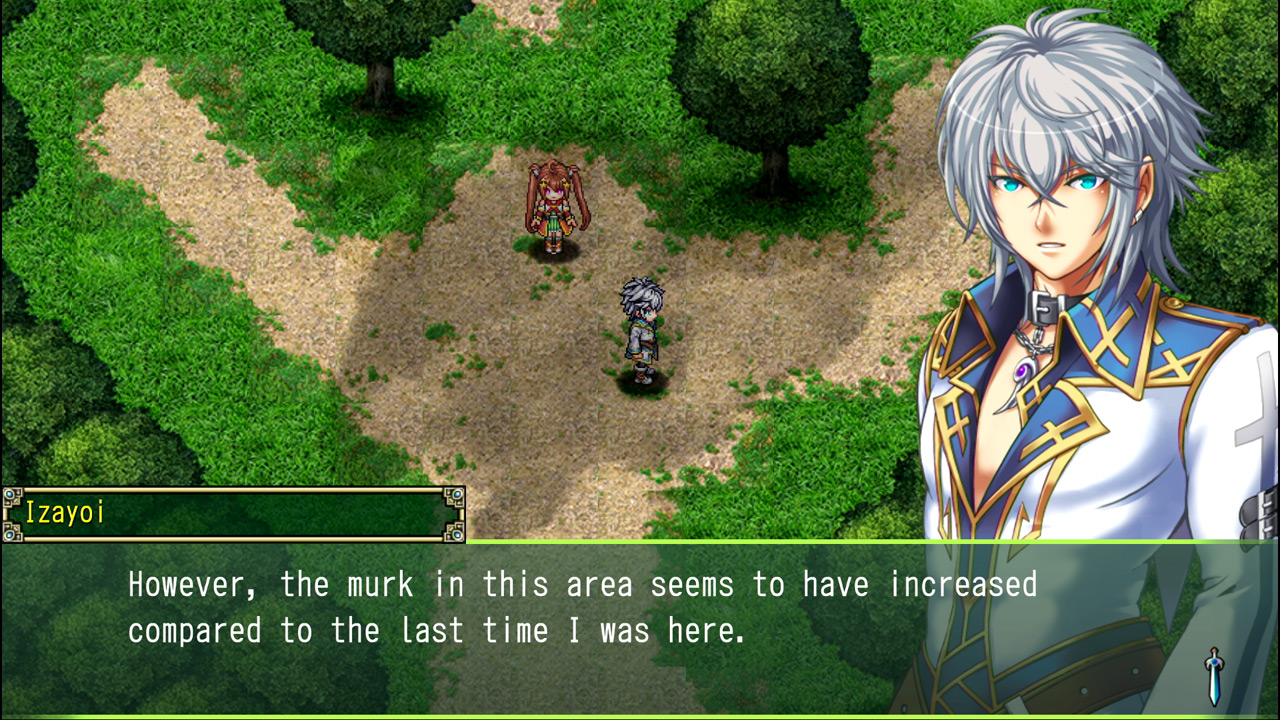 Izayoi
However, the murk in this area seems to have increased
compared to the last time I was here.